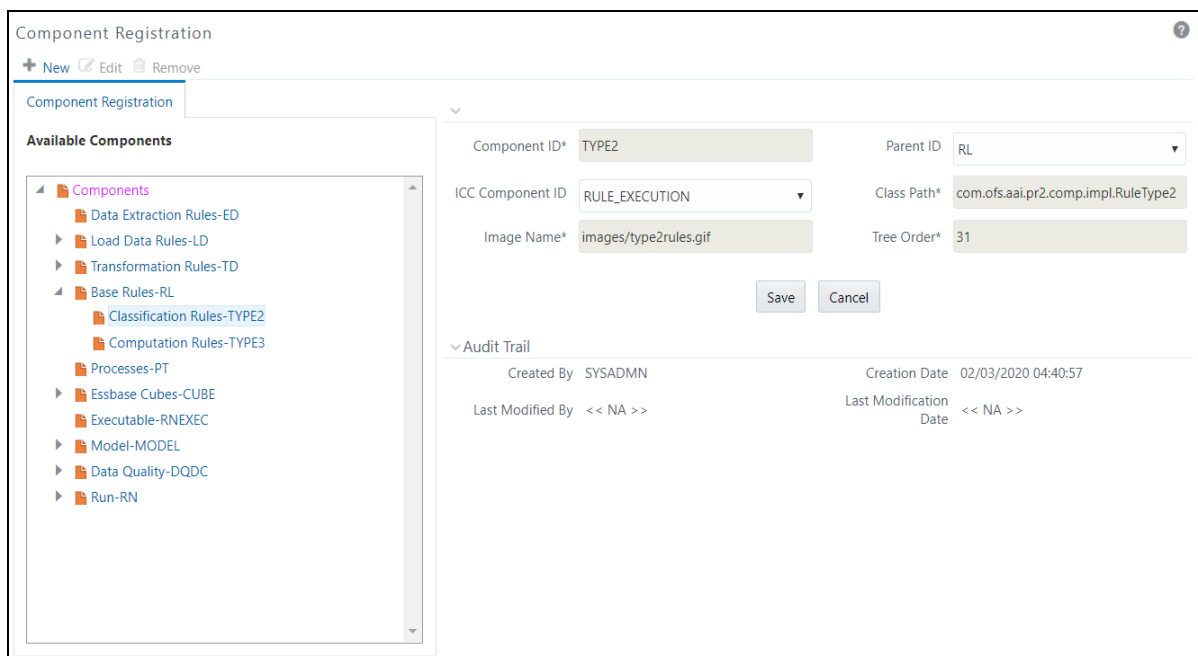 Component Registration
?
New Edit Remove
Component Registration
Available Components
Components
Data Extraction Rules-ED
Load Data Rules-LD
Transformation Rules-TD
Base Rules-RL
Classification Rules-TYPE2
Computation Rules-TYPE3
Processes-PT
Essbase Cubes-CUBE
Executable-RNEXEC
Model-MODEL
Data Quality-DQDC
Run-RN
Component ID* TYPE2 Parent ID RL
ICC Component ID RULE_EXECUTION Class Path* com.ofs.aai.pr2.comp.impl.RuleType2
Image Name* images/type2rules.gif Tree Order* 31
Save Cancel
Audit Trail
Created By SYSADMN Creation Date 02/03/2020 04:40:57
Last Modified By << NA >> Last Modification Date << NA >>